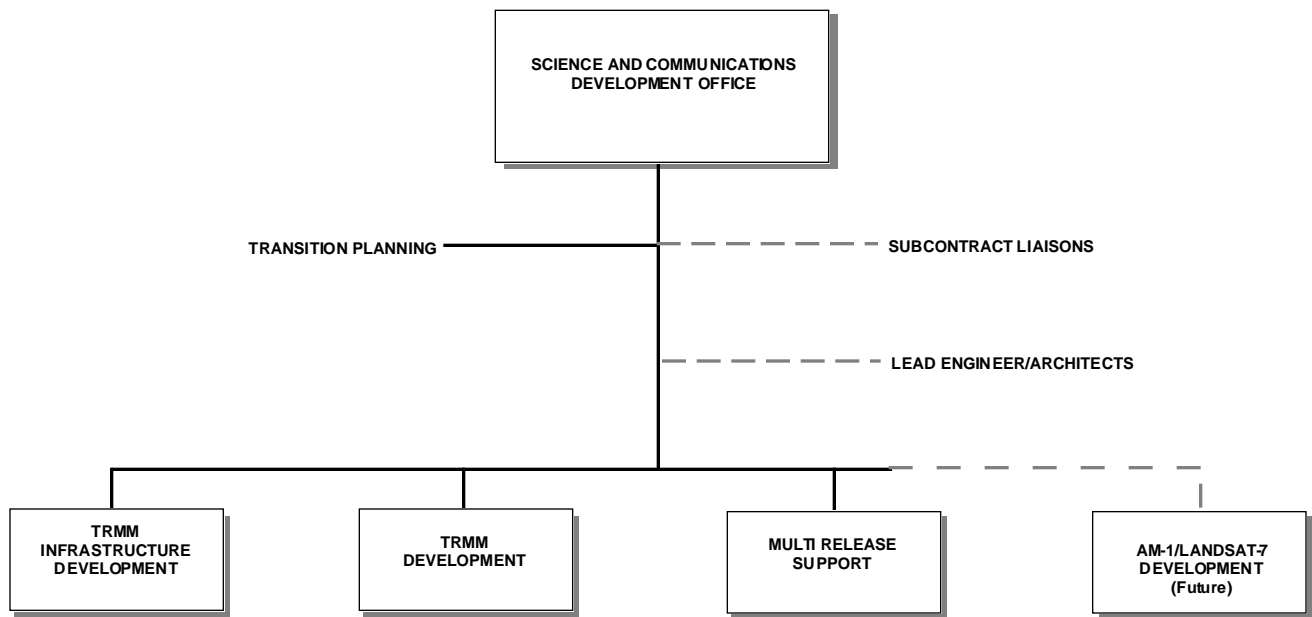 SCIENCE AND COMMUNICATIONS
DEVELOPMENT OFFICE
TRANSITION PLANNING
SUBCONTRACT LIAISONS
LEAD ENGINEER/ARCHITECTS
TRMM
INFRASTRUCTURE
DEVELOPMENT
TRMM
DEVELOPMENT
MULTI RELEASE
SUPPORT
AM-1/LANDSAT-7
DEVELOPMENT
(Future)